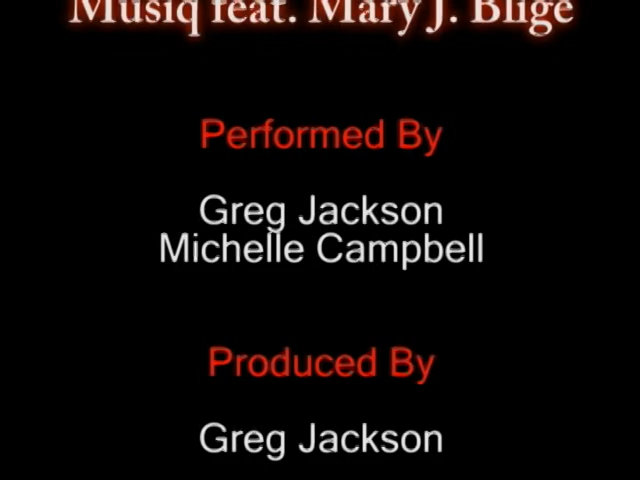 Musiq feat. Mary J. Blige
Performed By
Greg Jackson
Michelle Campbell
Produced By
Greg Jackson